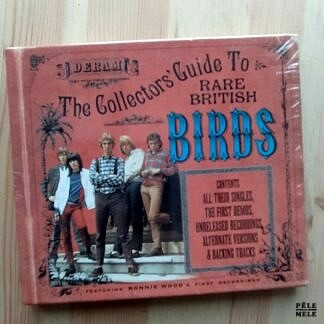 DERAM
The Collectors' Guide To
RARE
BRITISH
BIRDS
CONTENTS
ALL THEIR SINGLES,
THE FIRST DEMOS,
UNRELEASED RECORDINGS,
ALTERNATE VERSIONS
& BACKING TRACKS
FEATURING RONNIE WOOD'S FIRST RECORDINGS
PÊLE
MÊLE